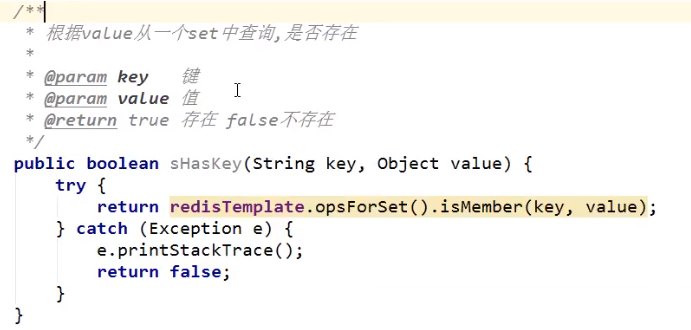 /**
 * 根据value从一个set中查询,是否存在
 *
 * @param key   键
 * @param value 值
 * @return true 存在 false不存在
 */
public boolean sHasKey(String key, Object value) {
    try {
        return redisTemplate.opsForSet().isMember(key, value);
    } catch (Exception e) {
        e.printStackTrace();
        return false;
    }
}